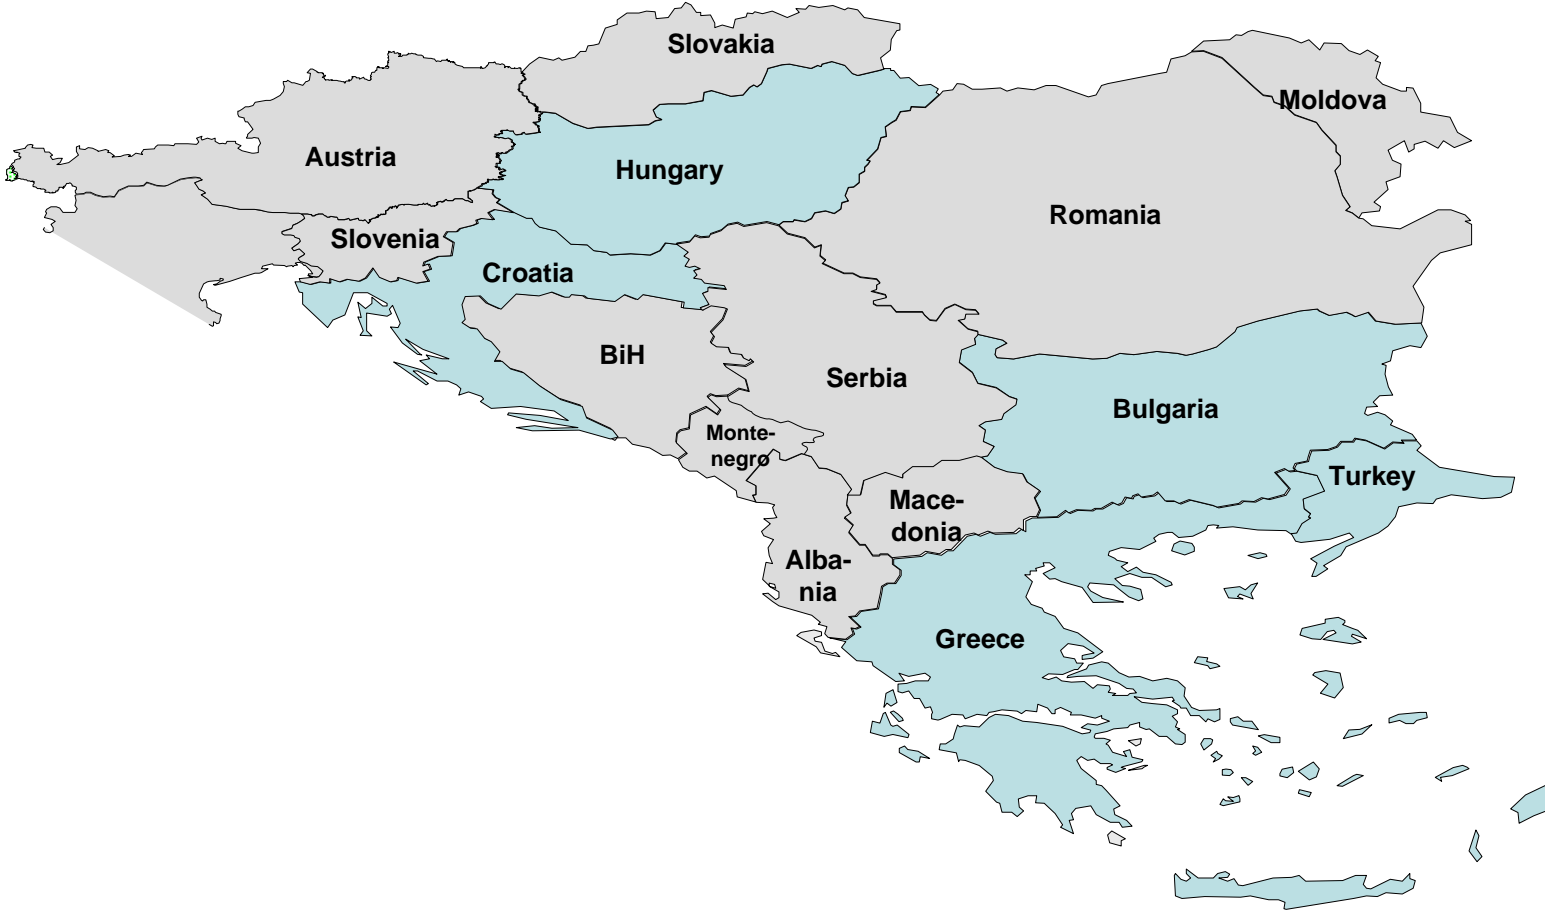 Slovakia
Moldova
Austria
Hungary
Romania
Slovenia
Croatia
BiH
Serbia
Bulgaria
Monte-
negro
Turkey
Mace-
donia
Alba-
nia
Greece